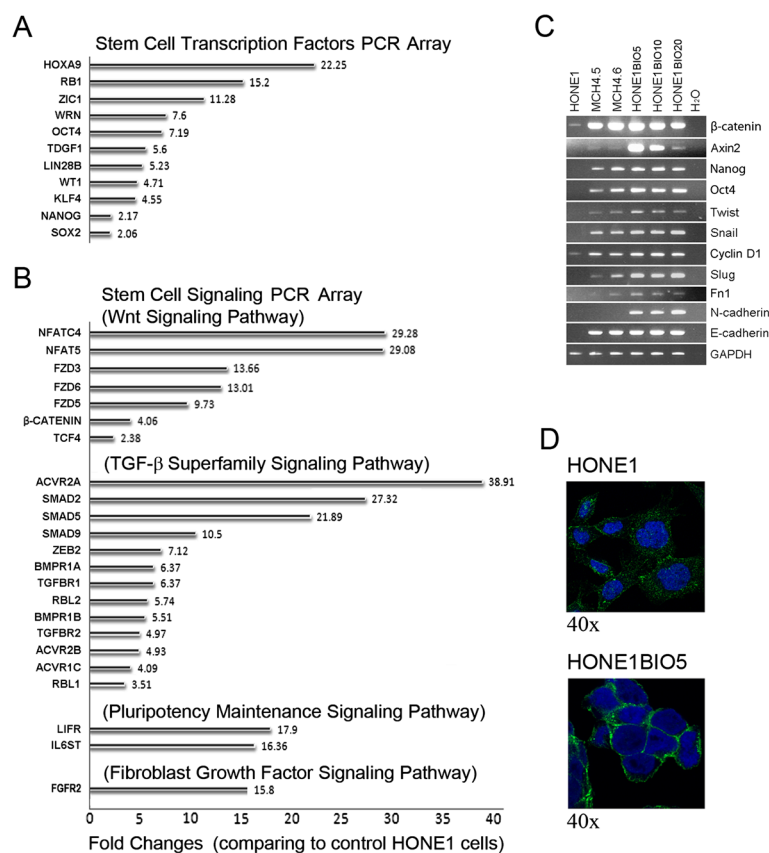 A
Stem Cell Transcription Factors PCR Array
HOXA9 22.25
RB1 15.2
ZIC1 11.28
WRN 7.6
OCT4 7.19
TDGF1 5.6
LIN28B 5.23
WT1 4.71
KLF4 4.55
NANOG 2.17
SOX2 2.06
B
Stem Cell Signaling PCR Array
(Wnt Signaling Pathway)
NFATC4 29.28
NFAT5 29.08
FZD3 13.66
FZD6 13.01
FZD5 9.73
β-CATENIN 4.06
TCF4 2.38
(TGF-β Superfamily Signaling Pathway)
ACVR2A 38.91
SMAD2 27.32
SMAD5 21.89
SMAD9 10.5
ZEB2 7.12
BMPR1A 6.37
TGFBR1 6.37
RBL2 5.74
BMPR1B 5.51
TGFBR2 4.97
ACVR2B 4.93
ACVR1C 4.09
RBL1 3.51
(Pluripotency Maintenance Signaling Pathway)
LIFR 17.9
IL6ST 16.36
(Fibroblast Growth Factor Signaling Pathway)
FGFR2 15.8
0 5 10 15 20 25 30 35 40
Fold Changes (comparing to control HONE1 cells)
C
HONE1
MCH4.5
MCH4.6
HONE1BIO5
HONE1BIO10
HONE1BIO20
H₂O
β-catenin
Axin2
Nanog
Oct4
Twist
Snail
Cyclin D1
Slug
Fn1
N-cadherin
E-cadherin
GAPDH
D
HONE1
40x
HONE1BIO5
40x